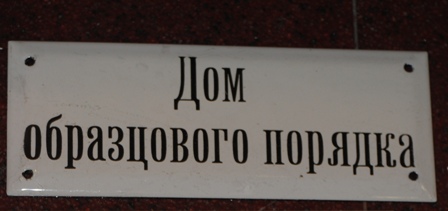 Дом
образцового порядка